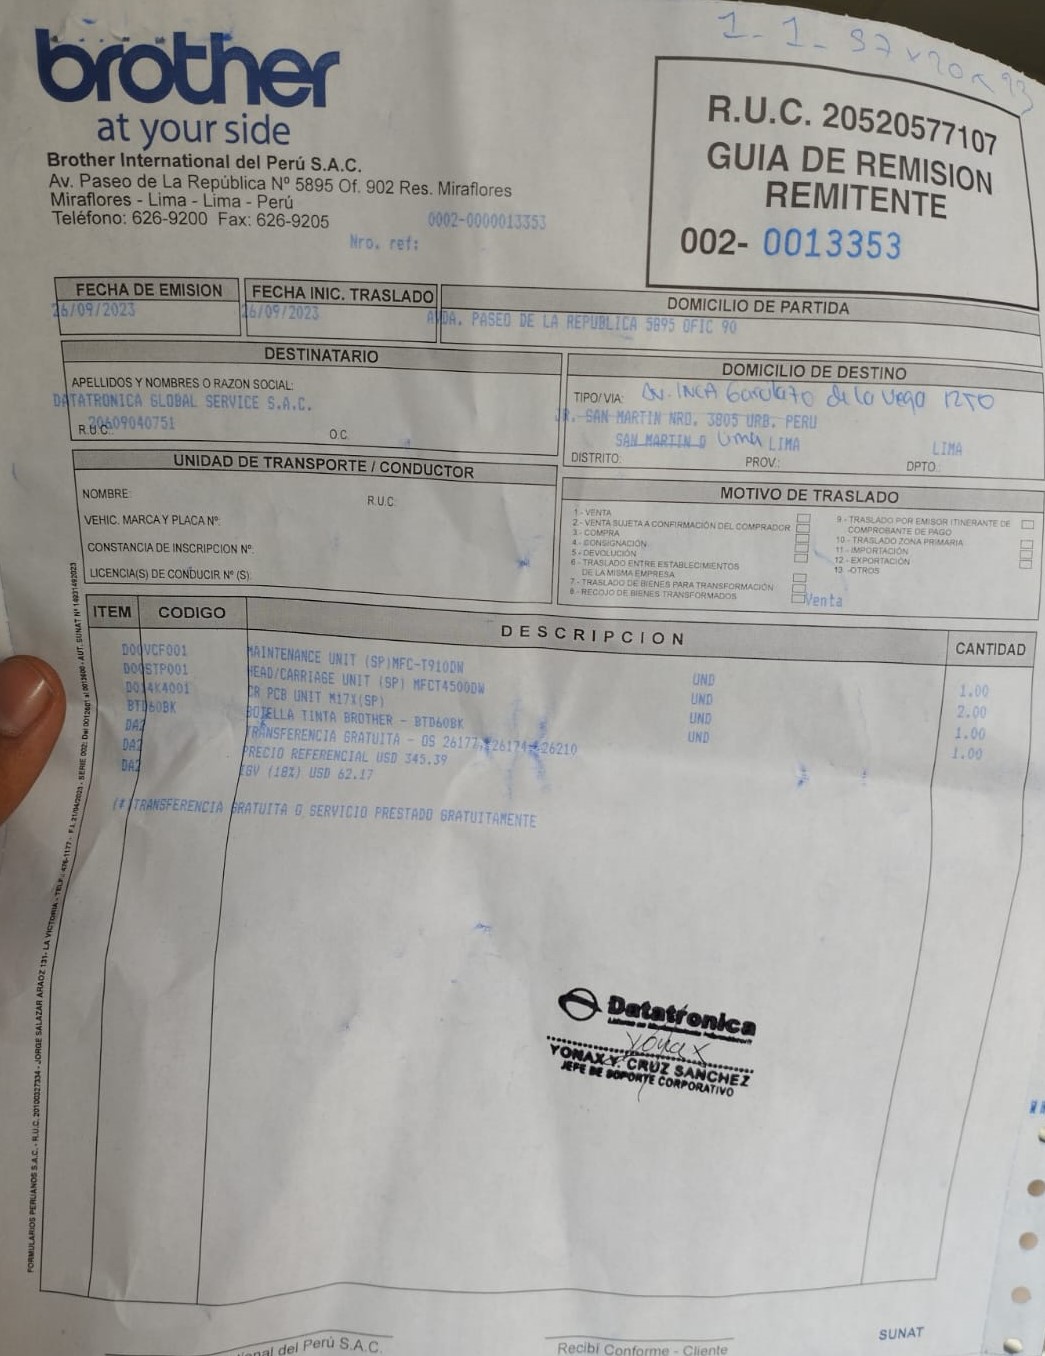 1-1-97x20x93
brother
at your side
Brother International del Perú S.A.C.
Av. Paseo de La República Nº 5895 Of. 902 Res. Miraflores
Miraflores - Lima - Lima - Perú
Teléfono: 626-9200 Fax: 626-9205
0002-0000013353
Nro. ref:
R.U.C. 20520577107
GUIA DE REMISION
REMITENTE
002- 0013353
FECHA DE EMISION
26/09/2023
FECHA INIC. TRASLADO
26/09/2023
DOMICILIO DE PARTIDA
AVDA. PASEO DE LA REPUBLICA 5895 OFIC 90
DESTINATARIO
APELLIDOS Y NOMBRES O RAZON SOCIAL:
DATATRONICA GLOBAL SERVICE S.A.C.
R.U.C.: 20609040751
O.C.
DOMICILIO DE DESTINO
TIPO/VIA: Av. INCA Garcilazo de la Vega 1250
JR. SAN MARTIN NRO. 3805 URB. PERU
SAN MARTIN D Lima LIMA LIMA
DISTRITO: PROV.: DPTO.:
UNIDAD DE TRANSPORTE / CONDUCTOR
NOMBRE: R.U.C:
VEHIC. MARCA Y PLACA Nº:
CONSTANCIA DE INSCRIPCION Nº:
LICENCIA(S) DE CONDUCIR Nº (S):
MOTIVO DE TRASLADO
1 - VENTA
2 - VENTA SUJETA A CONFIRMACIÓN DEL COMPRADOR
3 - COMPRA
4 - CONSIGNACIÓN
5 - DEVOLUCIÓN
6 - TRASLADO ENTRE ESTABLECIMIENTOS
DE LA MISMA EMPRESA
7 - TRASLADO DE BIENES PARA TRANSFORMACIÓN
8 - RECOJO DE BIENES TRANSFORMADOS
9 - TRASLADO POR EMISOR ITINERANTE DE
COMPROBANTE DE PAGO
10 - TRASLADO ZONA PRIMARIA
11 - IMPORTACIÓN
12 - EXPORTACIÓN
13 - OTROS
Venta
ITEM CODIGO DESCRIPCION CANTIDAD
D00VCF001 MAINTENANCE UNIT (SP)MFC-T910DW UND 1.00
D00STP001 HEAD/CARRIAGE UNIT (SP) MFCT4500DW UND 2.00
D014K4001 CR PCB UNIT M17X(SP) UND 1.00
BTD60BK BOTELLA TINTA BROTHER - BTD60BK UND 1.00
DA2 TRANSFERENCIA GRATUITA - OS 26177, 26174, 26210
DA2 PRECIO REFERENCIAL USD 345.39
DA2 IGV (18%) USD 62.17
(#)TRANSFERENCIA GRATUITA O SERVICIO PRESTADO GRATUITAMENTE
Datatrónica
Yonax
YONAX Y. CRUZ SANCHEZ
JEFE DE SOPORTE CORPORATIVO
nal del Perú S.A.C.
Recibí Conforme - Cliente
SUNAT